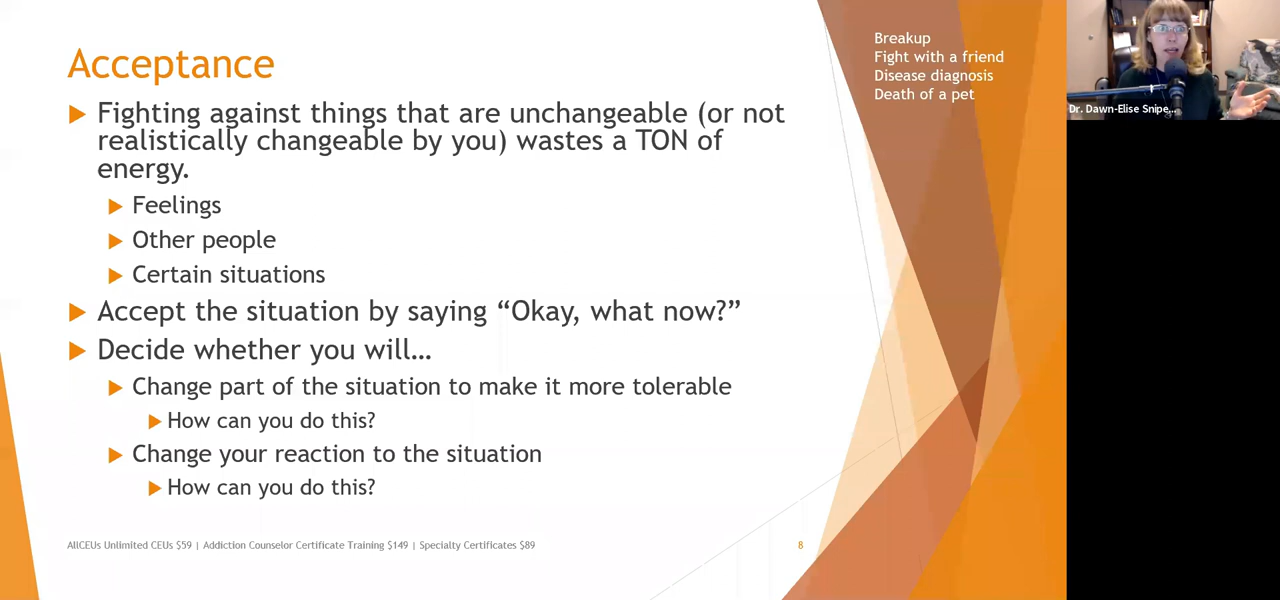 Acceptance
Fighting against things that are unchangeable (or not
realistically changeable by you) wastes a TON of
energy.
Feelings
Other people
Certain situations
Accept the situation by saying “Okay, what now?”
Decide whether you will…
Change part of the situation to make it more tolerable
How can you do this?
Change your reaction to the situation
How can you do this?
AllCEUs Unlimited CEUs $59 | Addiction Counselor Certificate Training $149 | Specialty Certificates $89
8
Breakup
Fight with a friend
Disease diagnosis
Death of a pet
Dr. Dawn-Elise Snipe...